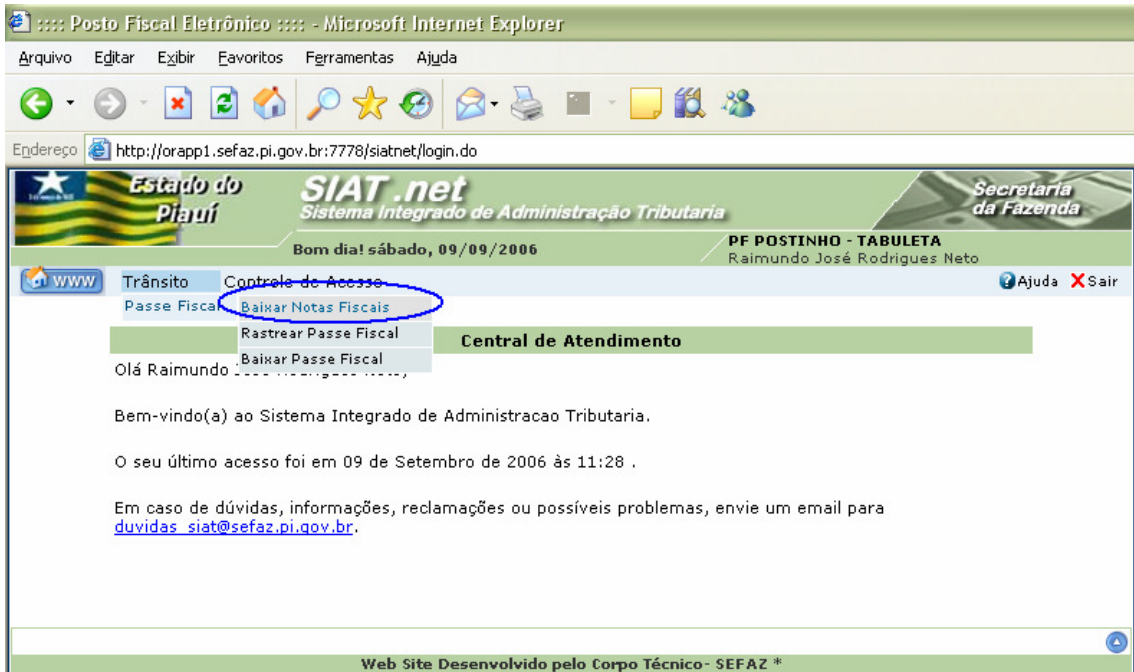 :::: Posto Fiscal Eletrônico :::: - Microsoft Internet Explorer
Arquivo Editar Exibir Favoritos Ferramentas Ajuda
Endereço http://orapp1.sefaz.pi.gov.br:7778/siatnet/login.do
Estado do Piauí
SIAT .net
Sistema Integrado de Administração Tributaria
Secretaria da Fazenda
Bom dia! sábado, 09/09/2006
PF POSTINHO - TABULETA
Raimundo José Rodrigues Neto
WWW Trânsito Controle de Acesso Ajuda Sair
Passe Fiscal Baixar Notas Fiscais
Rastrear Passe Fiscal
Baixar Passe Fiscal
Central de Atendimento
Olá Raimundo José Rodrigues Neto,
Bem-vindo(a) ao Sistema Integrado de Administracao Tributaria.
O seu último acesso foi em 09 de Setembro de 2006 às 11:28 .
Em caso de dúvidas, informações, reclamações ou possíveis problemas, envie um email para
duvidas_siat@sefaz.pi.gov.br.
Web Site Desenvolvido pelo Corpo Técnico- SEFAZ *